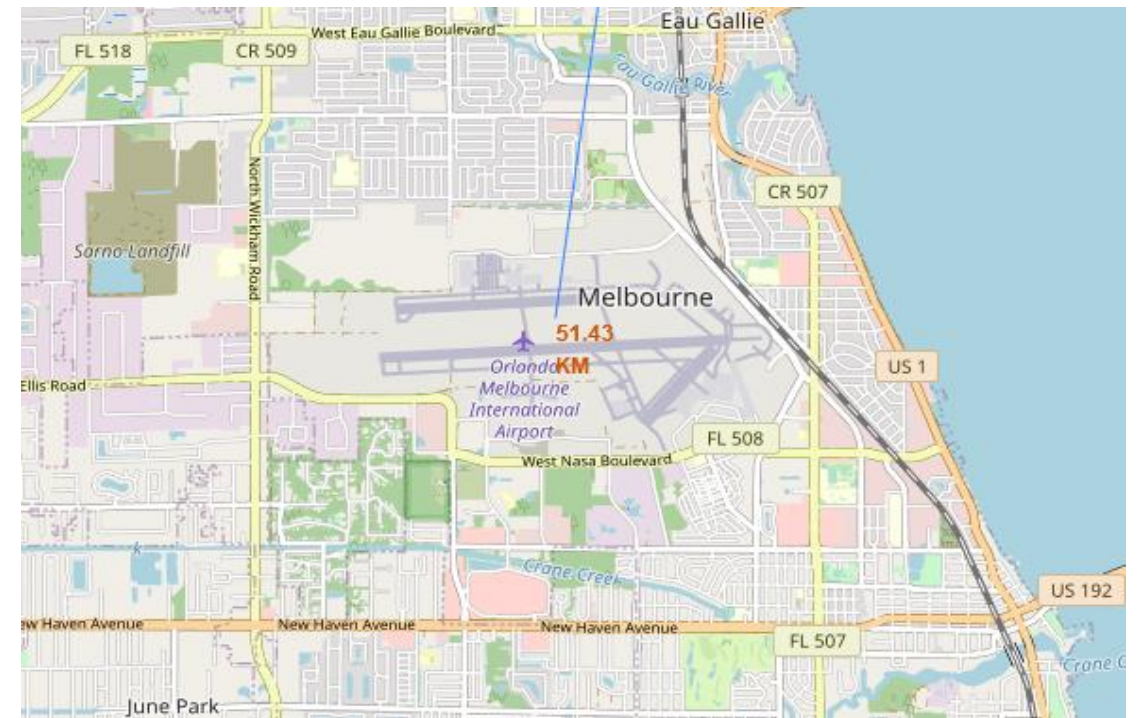 Eau Gallie
West Eau Gallie Boulevard
FL 518
CR 509
Eau Gallie River
North Wickham Road
CR 507
Sarno Landfill
Melbourne
51.43
KM
Orlando
Melbourne
International
Airport
US 1
Ellis Road
FL 508
West Nasa Boulevard
k
Crane Creek
US 192
ew Haven Avenue
New Haven Avenue
New Haven Avenue
FL 507
Crane C
June Park